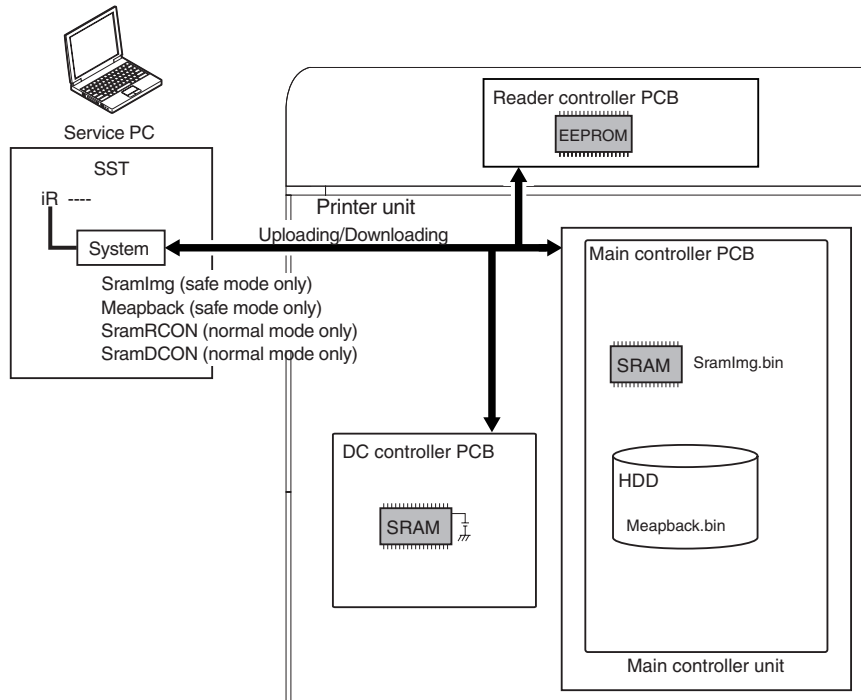 Reader controller PCB
EEPROM
Service PC
SST
iR ----
System
Printer unit
Uploading/Downloading
SramImg (safe mode only)
Meapback (safe mode only)
SramRCON (normal mode only)
SramDCON (normal mode only)
Main controller PCB
SRAM
SramImg.bin
HDD
Meapback.bin
DC controller PCB
SRAM
Main controller unit